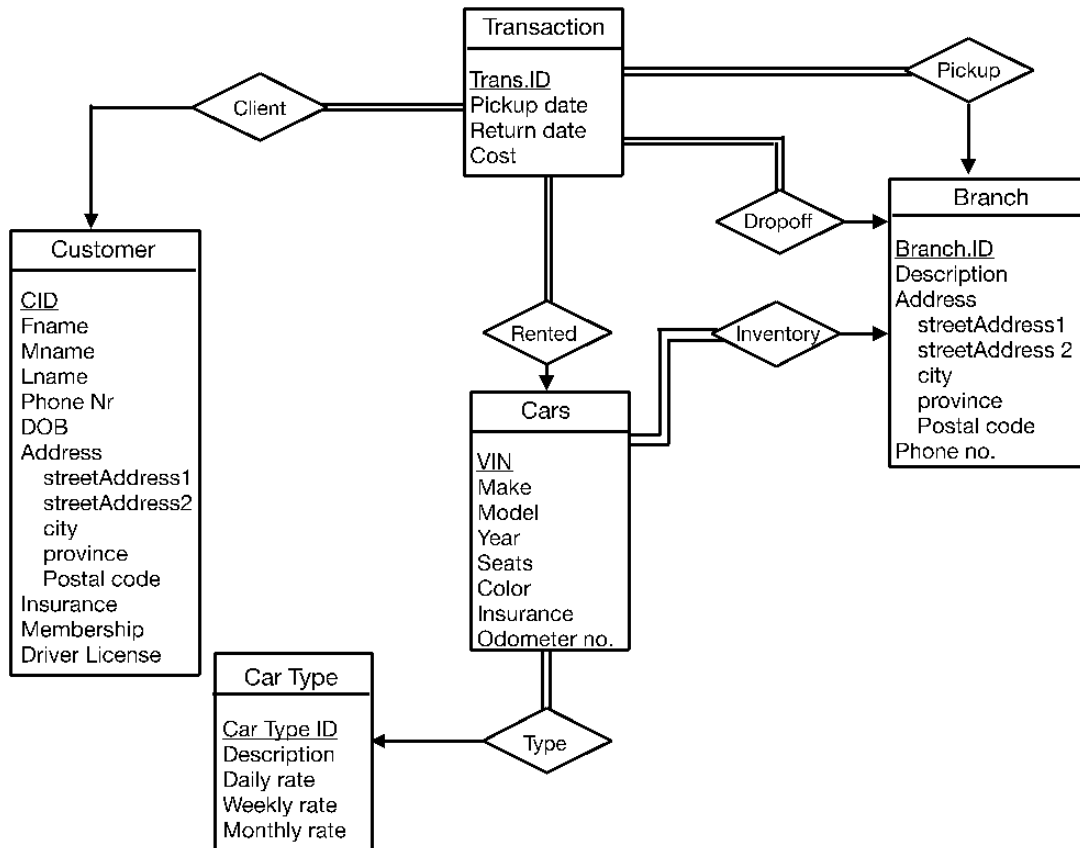 Transaction
Trans.ID
Pickup date
Return date
Cost
Client
Pickup
Dropoff
Branch
Branch.ID
Description
Address
streetAddress1
streetAddress 2
city
province
Postal code
Phone no.
Customer
CID
Fname
Mname
Lname
Phone Nr
DOB
Address
streetAddress1
streetAddress2
city
province
Postal code
Insurance
Membership
Driver License
Rented
Inventory
Cars
VIN
Make
Model
Year
Seats
Color
Insurance
Odometer no.
Car Type
Car Type ID
Description
Daily rate
Weekly rate
Monthly rate
Type